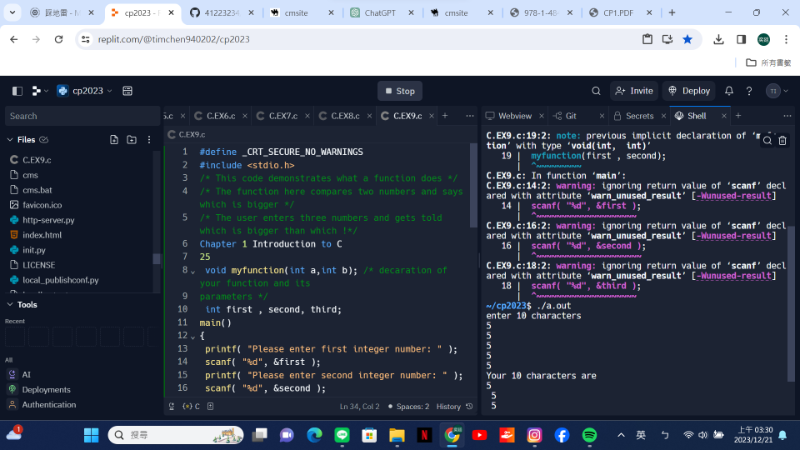 cp2023 -
41223234
cmsite
ChatGPT
cmsite
978-1-48
CP1.PDF
replit.com/@timchen940202/cp2023
所有書籤
cp2023
Stop
Invite
Deploy
Search
Files
C.EX9.c
cms
cms.bat
favicon.ico
http-server.py
index.html
init.py
LICENSE
local_publishconf.py
Tools
Recent
All
AI
Deployments
Authentication
5.c
C.EX6.c
C.EX7.c
C.EX8.c
C.EX9.c
C.EX9.c
1 #define _CRT_SECURE_NO_WARNINGS
2 #include <stdio.h>
3 /* This code demonstrates what a function does */
4 /* The function here compares two numbers and says
which is bigger */
5 /* The user enters three numbers and gets told
which is bigger than which !*/
6 Chapter 1 Introduction to C
7 25
8 void myfunction(int a,int b); /* decaration of
your function and its
9 parameters */
10 int first , second, third;
11 main()
12 {
13 printf( "Please enter first integer number: " );
14 scanf( "%d", &first );
15 printf( "Please enter second integer number: " );
16 scanf( "%d", &second );
Ln 34, Col 2
Spaces: 2
History
Webview
Git
Secrets
Shell
C.EX9.c:19:2: note: previous implicit declaration of
tion’ with type ‘void(int, int)’
19 | myfunction(first , second);
| ^~~~~~~~~~
C.EX9.c: In function ‘main’:
C.EX9.c:14:2: warning: ignoring return value of ‘scanf’ decl
ared with attribute ‘warn_unused_result’ [-Wunused-result]
14 | scanf( "%d", &first );
| ^~~~~~~~~~~~~~~~~~~~~
C.EX9.c:16:2: warning: ignoring return value of ‘scanf’ decl
ared with attribute ‘warn_unused_result’ [-Wunused-result]
16 | scanf( "%d", &second );
| ^~~~~~~~~~~~~~~~~~~~~~
C.EX9.c:18:2: warning: ignoring return value of ‘scanf’ decl
ared with attribute ‘warn_unused_result’ [-Wunused-result]
18 | scanf( "%d", &third );
| ^~~~~~~~~~~~~~~~~~~~~
~/cp2023$ ./a.out
enter 10 characters
5
5
5
5
5
Your 10 characters are
5
5
5
搜尋
英
上午 03:30
2023/12/21